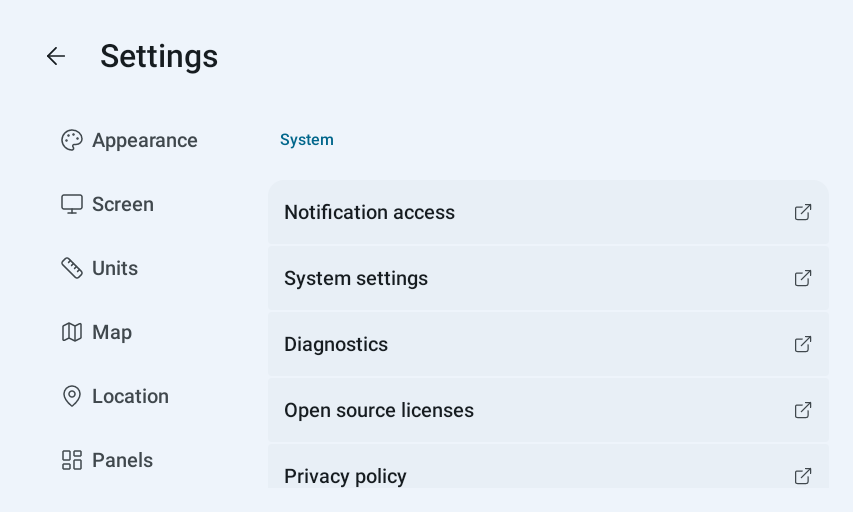 Settings
Appearance
Screen
Units
Map
Location
Panels
System
Notification access
System settings
Diagnostics
Open source licenses
Privacy policy